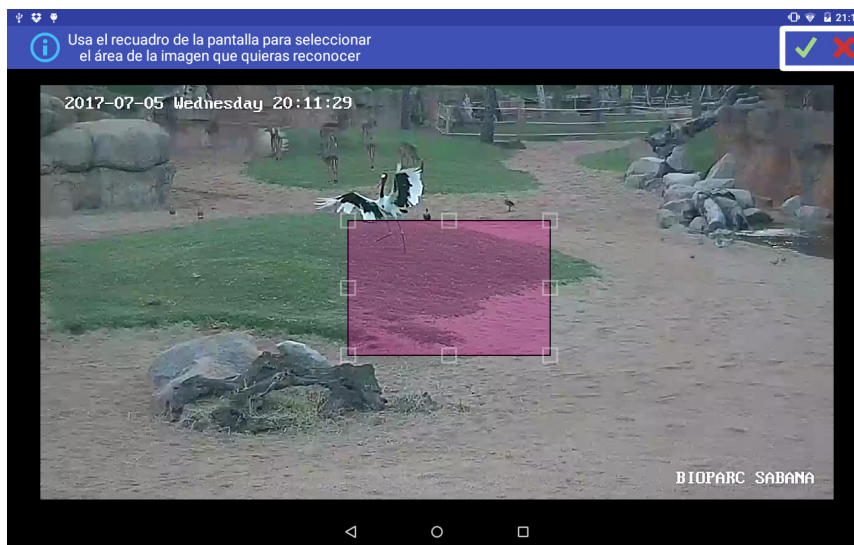 Usa el recuadro de la pantalla para seleccionar
el área de la imagen que quieras reconocer
2017-07-05 Wednesday 20:11:29
BIOPARC SABANA